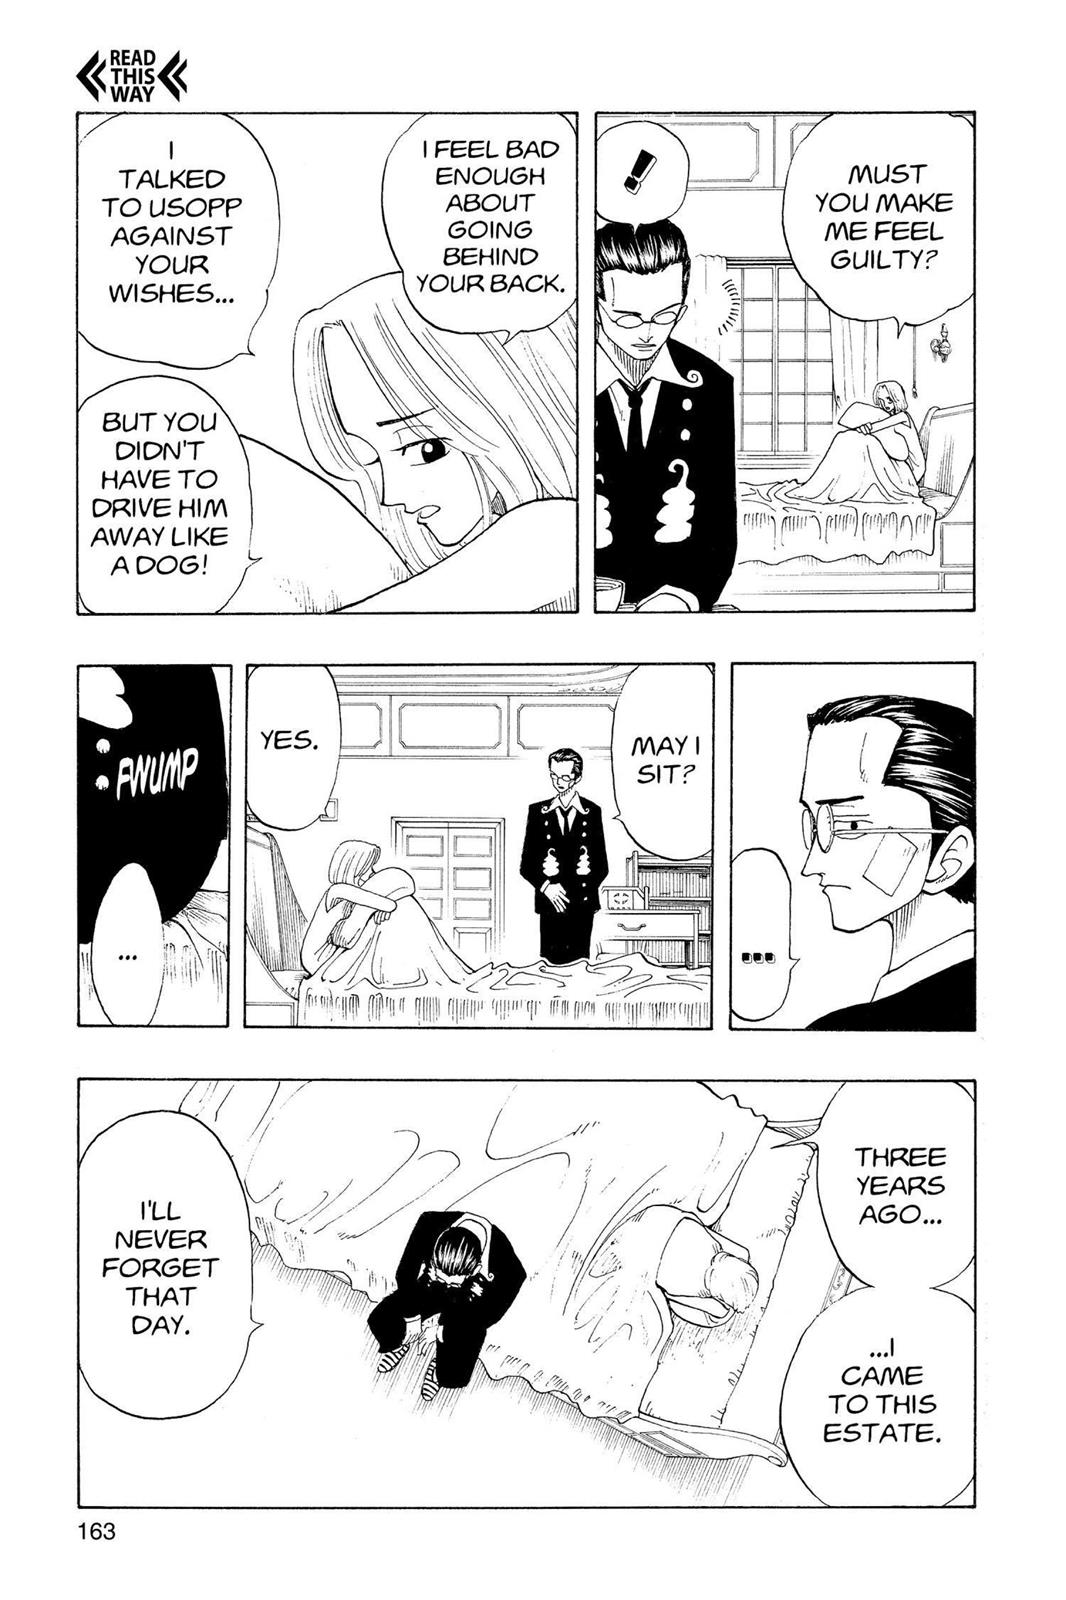 READ
THIS
WAY
MUST
YOU MAKE
ME FEEL
GUILTY?
!
I FEEL BAD
ENOUGH
ABOUT
GOING
BEHIND
YOUR BACK.
I
TALKED
TO USOPP
AGAINST
YOUR
WISHES...
BUT YOU
DIDN'T
HAVE TO
DRIVE HIM
AWAY LIKE
A DOG!
...
MAY I
SIT?
YES.
FWUMP
...
THREE
YEARS
AGO...
...I
CAME
TO THIS
ESTATE.
I'LL
NEVER
FORGET
THAT
DAY.
163